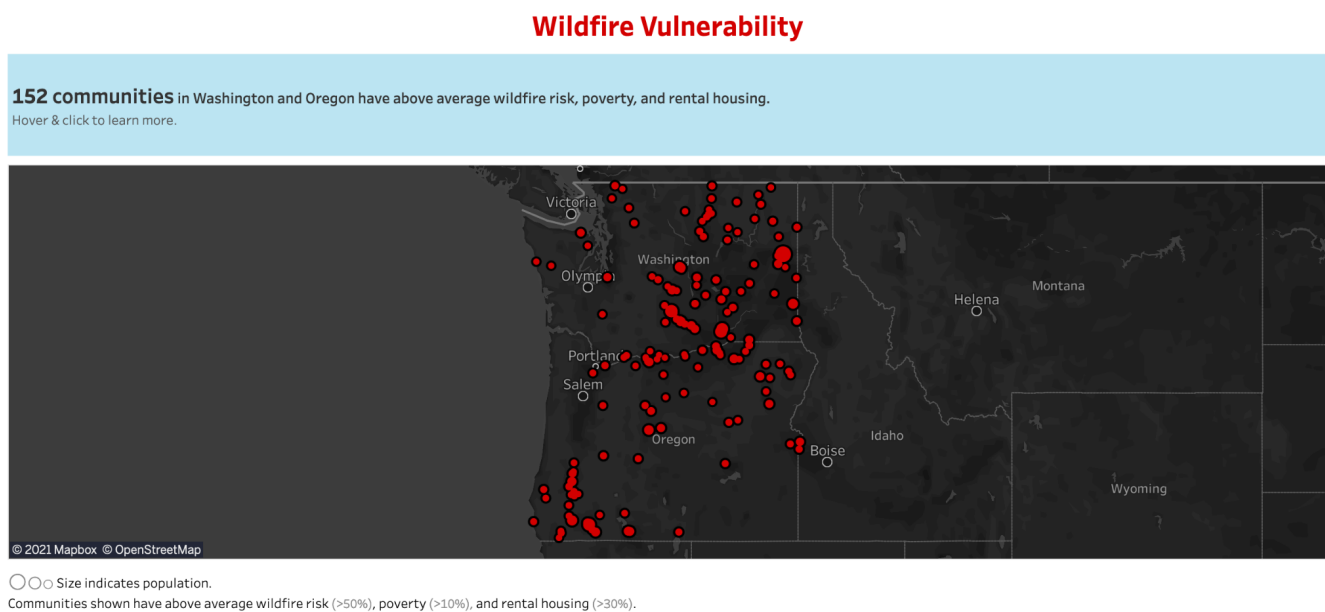 Wildfire Vulnerability
152 communities in Washington and Oregon have above average wildfire risk, poverty, and rental housing.
Hover & click to learn more.
Victoria
Washington
Olymp
Montana
Helena
Portland
Salem
Oregon
Idaho
Boise
Wyoming
© 2021 Mapbox © OpenStreetMap
Size indicates population.
Communities shown have above average wildfire risk (>50%), poverty (>10%), and rental housing (>30%).